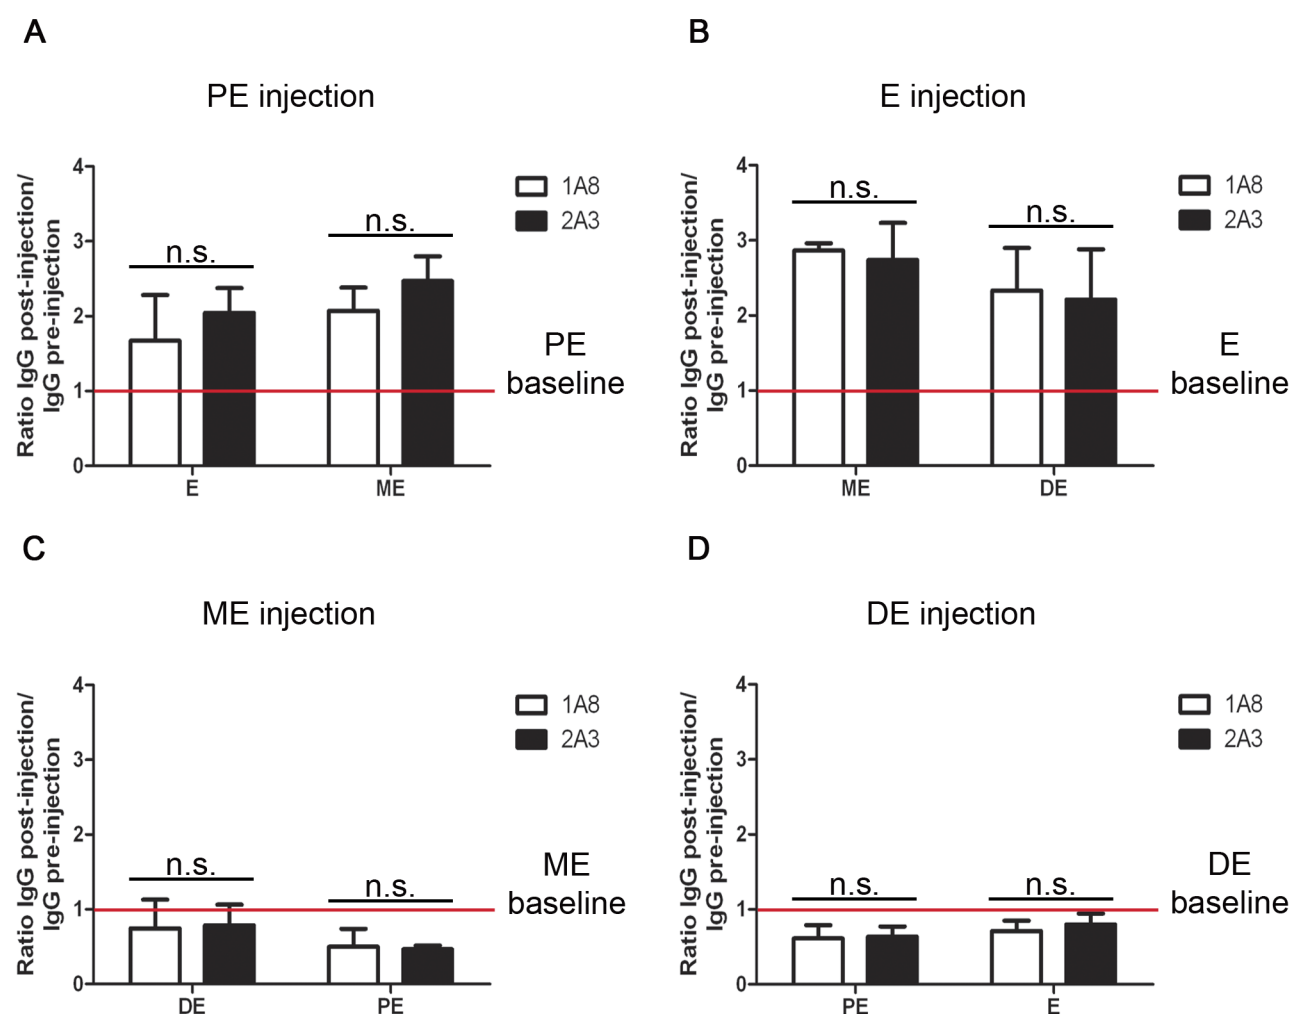 A
PE injection
Ratio IgG post-injection/
IgG pre-injection
4
3
2
1
0
n.s.
n.s.
1A8
2A3
PE
baseline
E
ME
B
E injection
Ratio IgG post-injection/
IgG pre-injection
4
3
2
1
0
n.s.
n.s.
1A8
2A3
E
baseline
ME
DE
C
ME injection
Ratio IgG post-injection/
IgG pre-injection
4
3
2
1
0
n.s.
n.s.
1A8
2A3
ME
baseline
DE
PE
D
DE injection
Ratio IgG post-injection/
IgG pre-injection
4
3
2
1
0
n.s.
n.s.
1A8
2A3
DE
baseline
PE
E